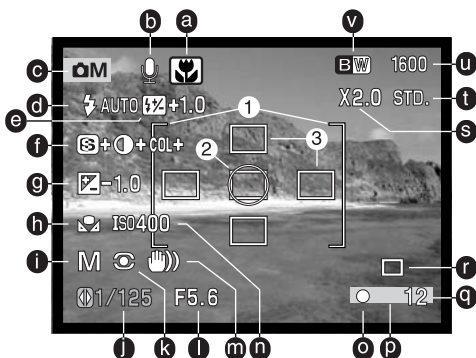 b a v
c M BW 1600 u
d AUTO +1.0 1 X2.0 STD. t
e s
f S + + COL+ 2 3
g -1.0
h ISO400
i M r
1/125 F5.6 12 q
j k l m n o p